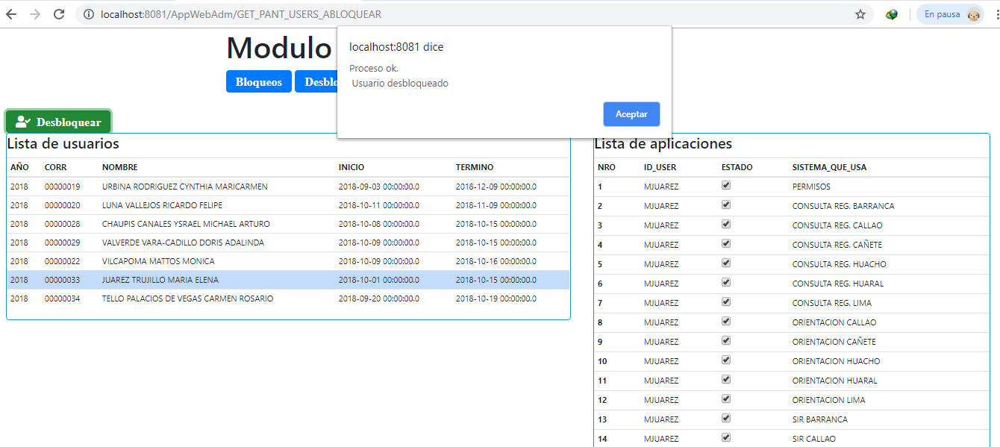 localhost:8081/AppWebAdm/GET_PANT_USERS_ABLOQUEAR
En pausa
Modulo
localhost:8081 dice
Proceso ok.
Usuario desbloqueado
Aceptar
Bloqueos
Desblo
Desbloquear
Lista de usuarios
AÑO CORR NOMBRE INICIO TERMINO
2018 00000019 URBINA RODRIGUEZ CYNTHIA MARICARMEN 2018-09-03 00:00:00.0 2018-12-09 00:00:00.0
2018 00000020 LUNA VALLEJOS RICARDO FELIPE 2018-10-11 00:00:00.0 2018-11-09 00:00:00.0
2018 00000028 CHAUPIS CANALES YSRAEL MICHAEL ARTURO 2018-10-08 00:00:00.0 2018-10-15 00:00:00.0
2018 00000029 VALVERDE VARA-CADILLO DORIS ADALINDA 2018-10-09 00:00:00.0 2018-10-15 00:00:00.0
2018 00000022 VILCAPOMA MATTOS MONICA 2018-10-09 00:00:00.0 2018-10-16 00:00:00.0
2018 00000033 JUAREZ TRUJILLO MARIA ELENA 2018-10-01 00:00:00.0 2018-10-15 00:00:00.0
2018 00000034 TELLO PALACIOS DE VEGAS CARMEN ROSARIO 2018-09-20 00:00:00.0 2018-10-19 00:00:00.0
Lista de aplicaciones
NRO ID_USER ESTADO SISTEMA_QUE_USA
1 MJUAREZ PERMISOS
2 MJUAREZ CONSULTA REG. BARRANCA
3 MJUAREZ CONSULTA REG. CALLAO
4 MJUAREZ CONSULTA REG. CAÑETE
5 MJUAREZ CONSULTA REG. HUACHO
6 MJUAREZ CONSULTA REG. HUARAL
7 MJUAREZ CONSULTA REG. LIMA
8 MJUAREZ ORIENTACION CALLAO
9 MJUAREZ ORIENTACION CAÑETE
10 MJUAREZ ORIENTACION HUACHO
11 MJUAREZ ORIENTACION HUARAL
12 MJUAREZ ORIENTACION LIMA
13 MJUAREZ SIR BARRANCA
14 MJUAREZ SIR CALLAO